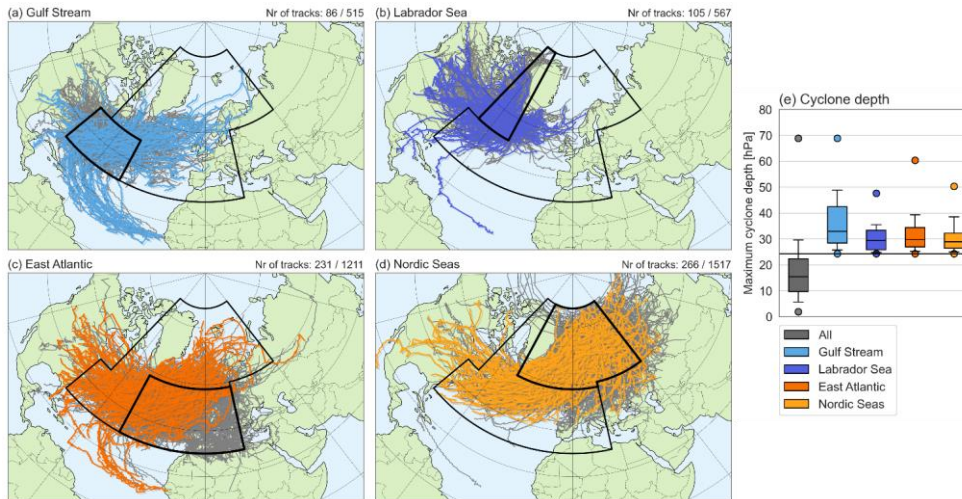 (a) Gulf Stream Nr of tracks: 86 / 515
(b) Labrador Sea Nr of tracks: 105 / 567
(c) East Atlantic Nr of tracks: 231 / 1211
(d) Nordic Seas Nr of tracks: 266 / 1517
(e) Cyclone depth
Maximum cyclone depth [hPa]
80
70
60
50
40
30
20
10
0
All
Gulf Stream
Labrador Sea
East Atlantic
Nordic Seas